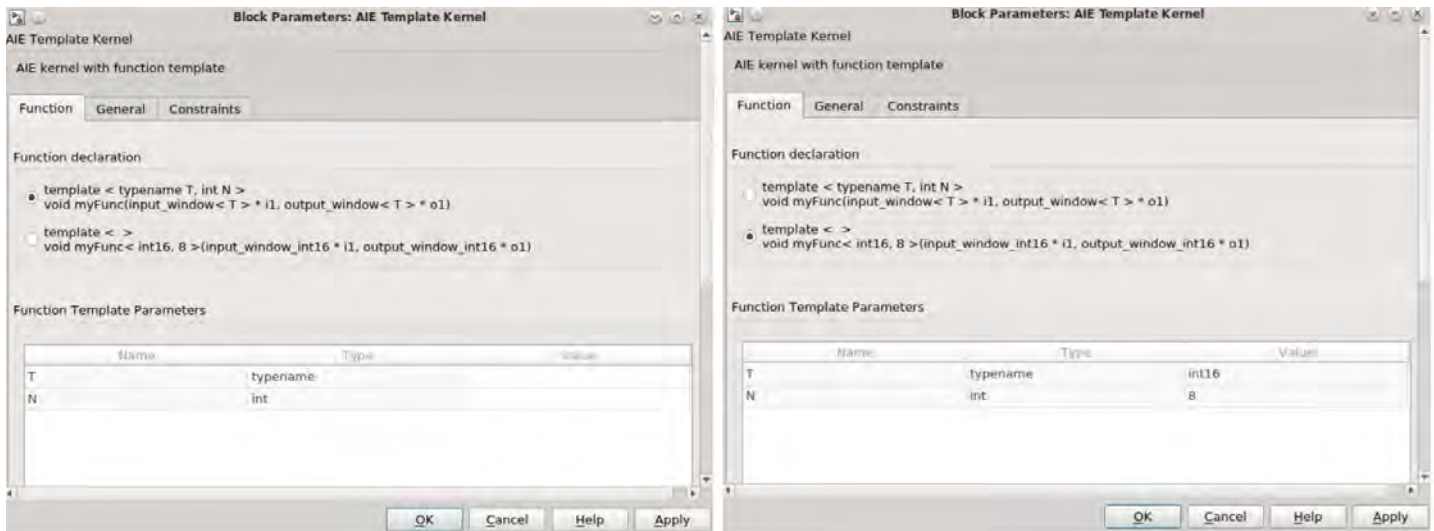 Block Parameters: AIE Template Kernel
AIE Template Kernel
AIE kernel with function template
Function General Constraints
Function declaration
template < typename T, int N >
void myFunc(input_window< T > * i1, output_window< T > * o1)
template < >
void myFunc< int16, 8 >(input_window_int16 * i1, output_window_int16 * o1)
Function Template Parameters
Name Type Value
T typename
N int
OK Cancel Help Apply
Block Parameters: AIE Template Kernel
AIE Template Kernel
AIE kernel with function template
Function General Constraints
Function declaration
template < typename T, int N >
void myFunc(input_window< T > * i1, output_window< T > * o1)
template < >
void myFunc< int16, 8 >(input_window_int16 * i1, output_window_int16 * o1)
Function Template Parameters
Name Type Value
T typename int16
N int 8
OK Cancel Help Apply